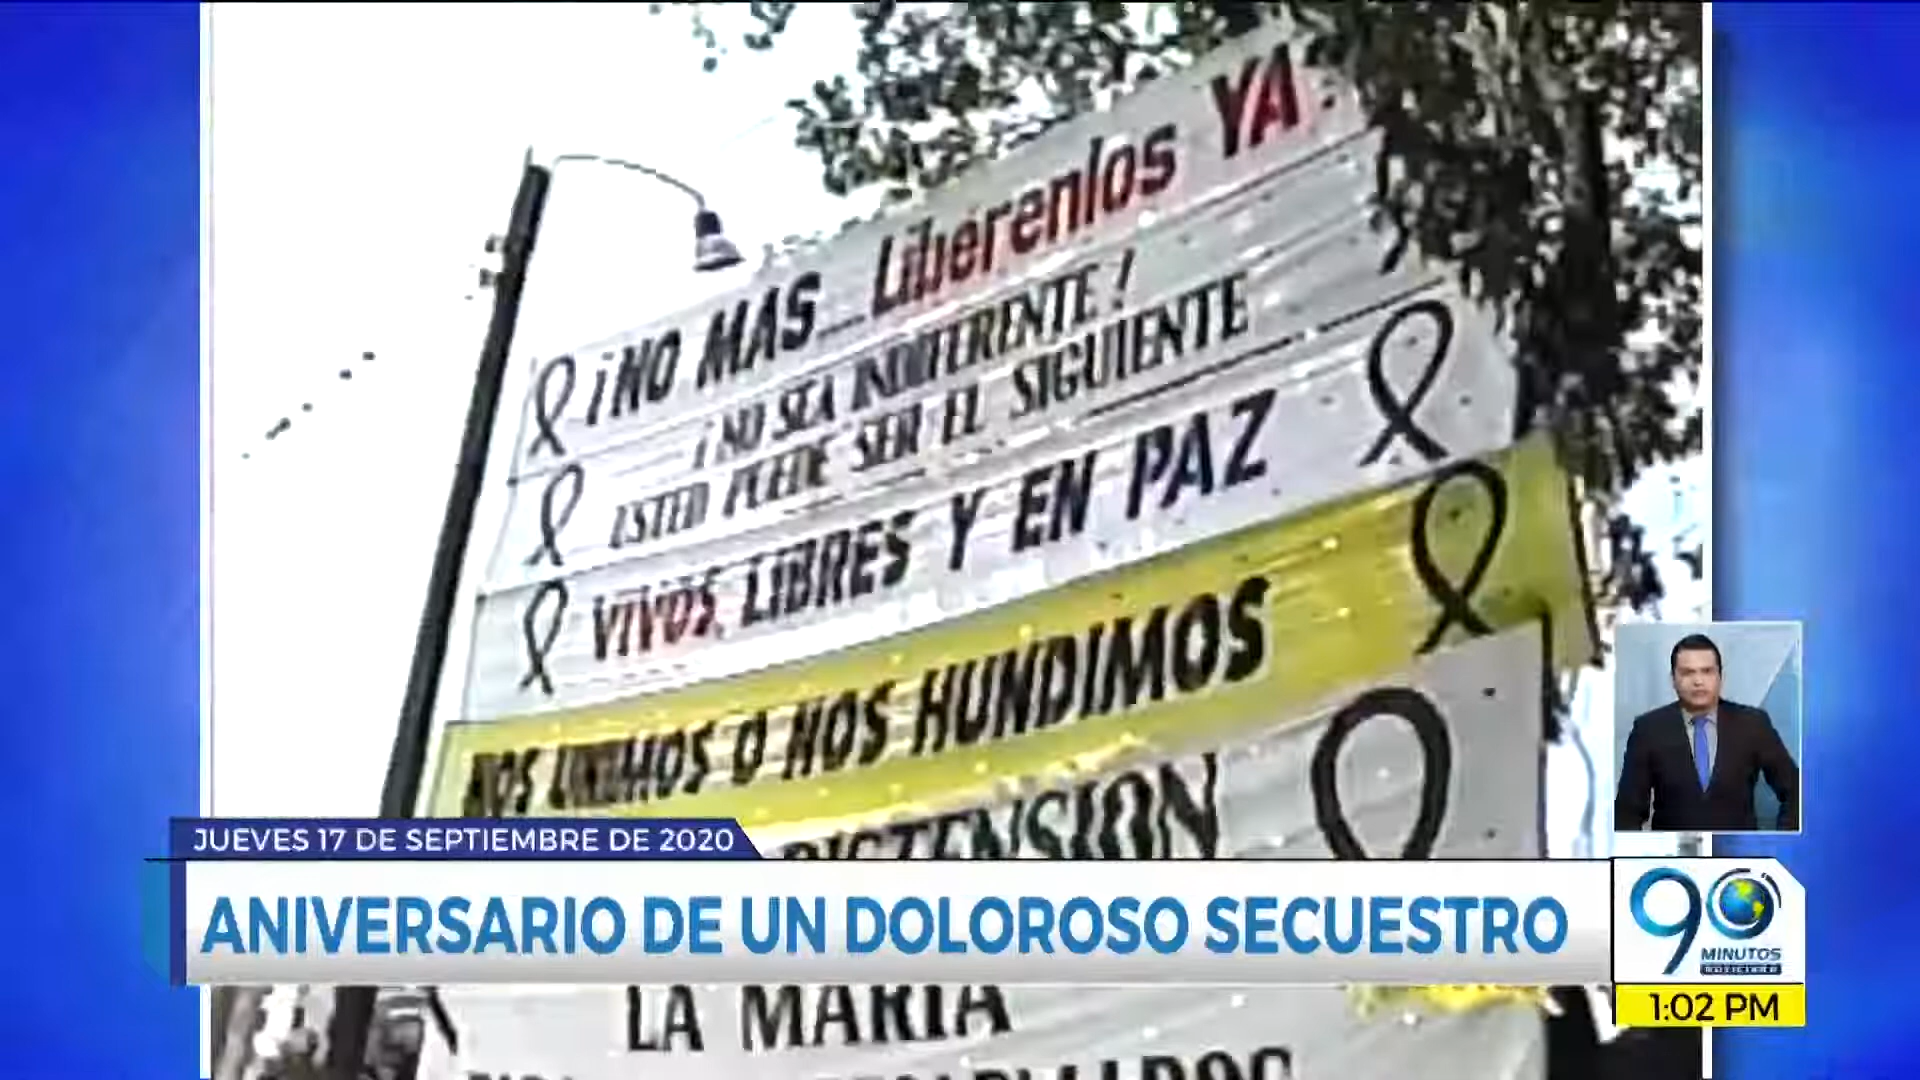 ¡NO MAS Liberenlos YA!
¡NO SEA INDIFERENTE!
USTED PUEDE SER EL SIGUIENTE
VIVOS, LIBRES Y EN PAZ
NOS UNIMOS O NOS HUNDIMOS
JUEVES 17 DE SEPTIEMBRE DE 2020
ANIVERSARIO DE UN DOLOROSO SECUESTRO
90
MINUTOS
NOTICIERO
1:02 PM
LA MARIA